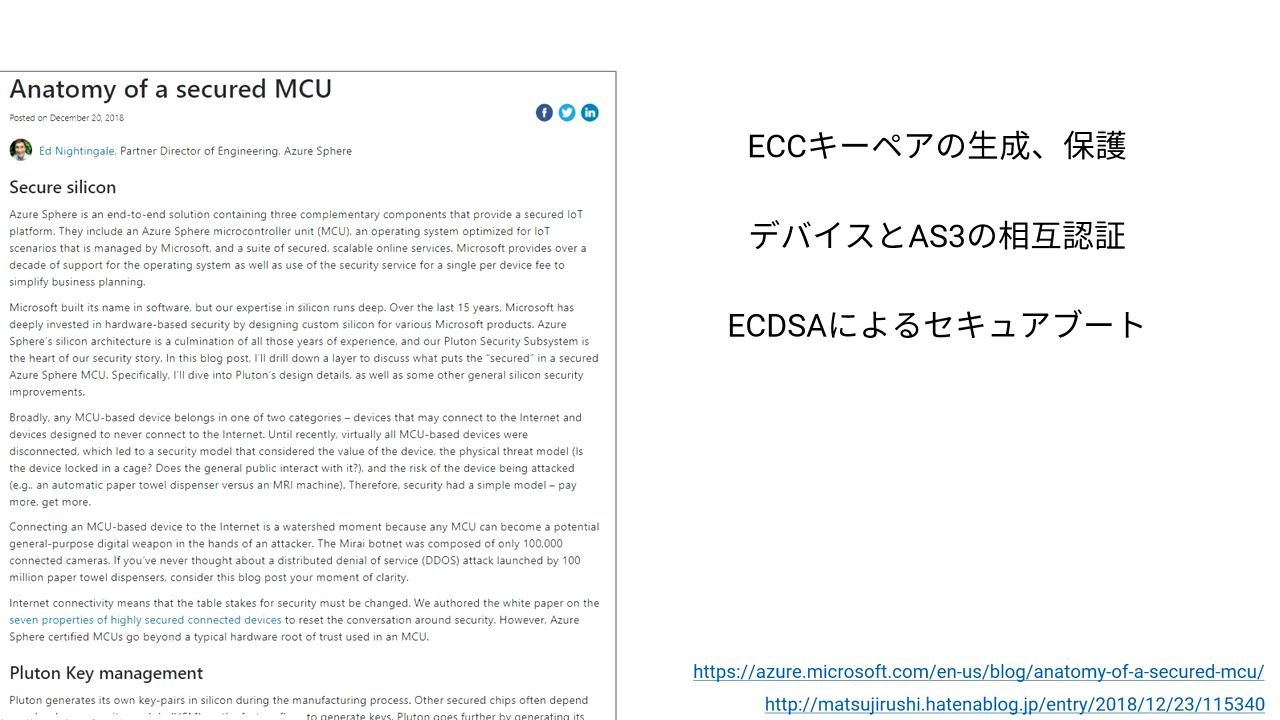 Anatomy of a secured MCU
Posted on December 20, 2018
Ed Nightingale, Partner Director of Engineering, Azure Sphere
Secure silicon
Azure Sphere is an end-to-end solution containing three complementary components that provide a secured IoT
platform. They include an Azure Sphere microcontroller unit (MCU), an operating system optimized for IoT
scenarios that is managed by Microsoft, and a suite of secured, scalable online services. Microsoft provides over a
decade of support for the operating system as well as use of the security service for a single per device fee to
simplify business planning.
Microsoft built its name in software, but our expertise in silicon runs deep. Over the last 15 years, Microsoft has
deeply invested in hardware-based security by designing custom silicon for various Microsoft products. Azure
Sphere's silicon architecture is a culmination of all those years of experience, and our Pluton Security Subsystem is
the heart of our security story. In this blog post, I'll drill down a layer to discuss what puts the “secured” in a secured
Azure Sphere MCU. Specifically, I'll dive into Pluton's design details, as well as some other general silicon security
improvements.
Broadly, any MCU-based device belongs in one of two categories – devices that may connect to the Internet and
devices designed to never connect to the Internet. Until recently, virtually all MCU-based devices were
disconnected, which led to a security model that considered the value of the device, the physical threat model (Is
the device locked in a cage? Does the general public interact with it?), and the risk of the device being attacked
(e.g., an automatic paper towel dispenser versus an MRI machine). Therefore, security had a simple model – pay
more, get more.
Connecting an MCU-based device to the Internet is a watershed moment because any MCU can become a potential
general-purpose digital weapon in the hands of an attacker. The Mirai botnet was composed of only 100,000
connected cameras. If you've never thought about a distributed denial of service (DDOS) attack launched by 100
million paper towel dispensers, consider this blog post your moment of clarity.
Internet connectivity means that the table stakes for security must be changed. We authored the white paper on the
seven properties of highly secured connected devices to reset the conversation around security. However, Azure
Sphere certified MCUs go beyond a typical hardware root of trust used in an MCU.
Pluton Key management
Pluton generates its own key-pairs in silicon during the manufacturing process. Other secured chips often depend
to generate keys. Pluton goes further by generating its
ECCキーペアの生成、保護
デバイスとAS3の相互認証
ECDSAによるセキュアブート
https://azure.microsoft.com/en-us/blog/anatomy-of-a-secured-mcu/
http://matsujirushi.hatenablog.jp/entry/2018/12/23/115340